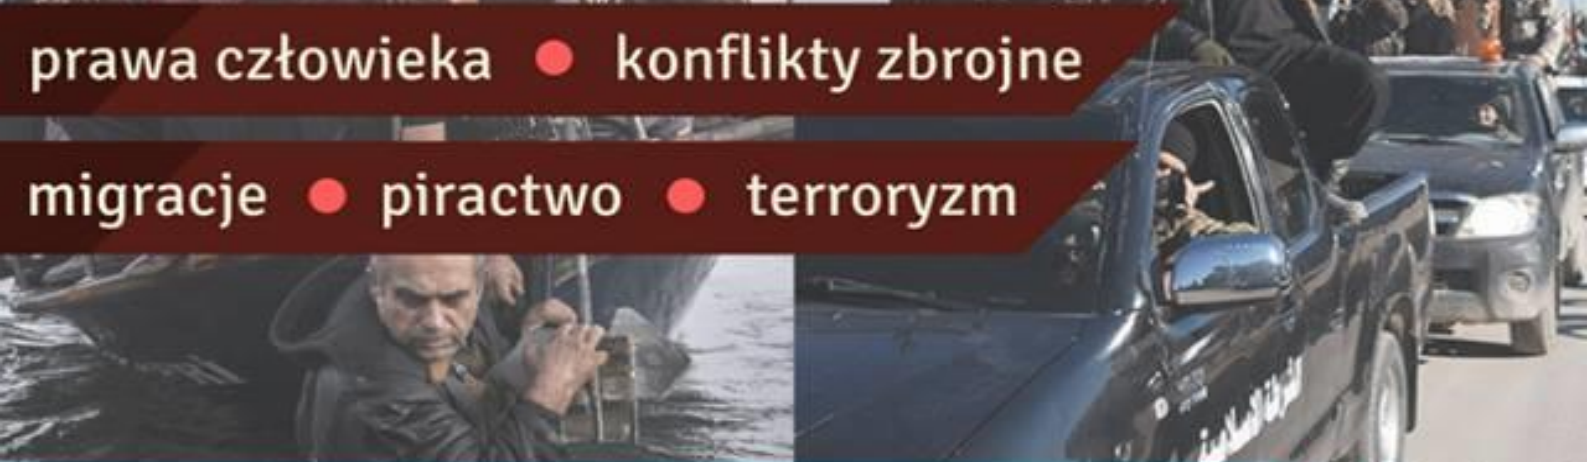 prawa człowieka ● konflikty zbrojne
migracje ● piractwo ● terroryzm